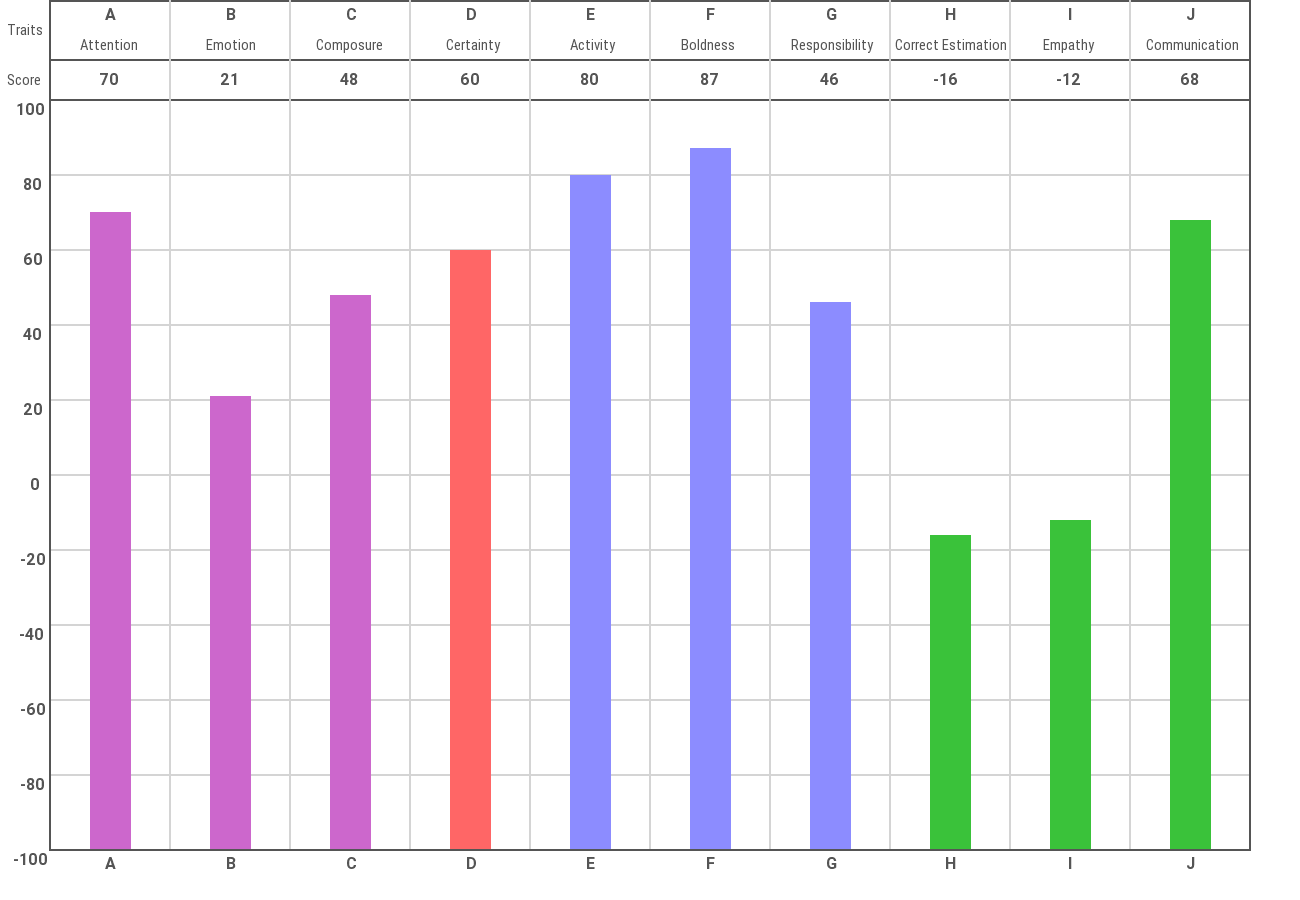 Traits A B C D E F G H I J
Attention Emotion Composure Certainty Activity Boldness Responsibility Correct Estimation Empathy Communication
Score 70 21 48 60 80 87 46 -16 -12 68
100
80
60
40
20
0
-20
-40
-60
-80
-100
A B C D E F G H I J